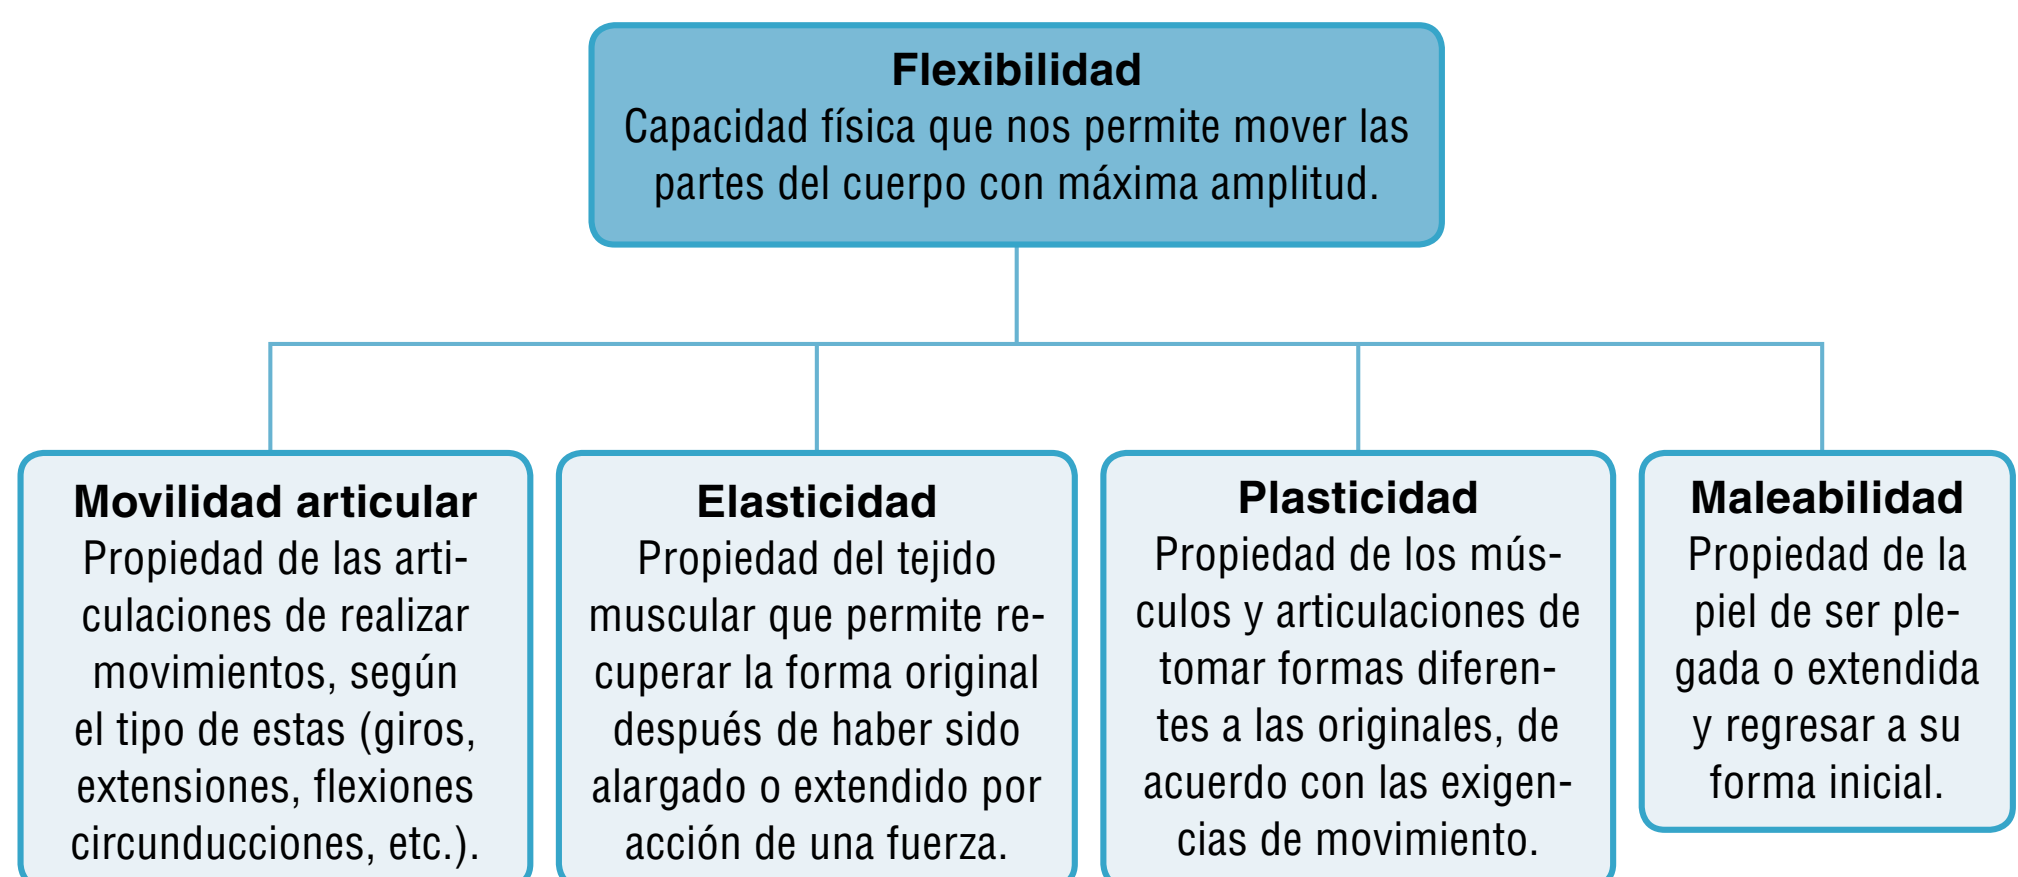 Flexibilidad
Capacidad física que nos permite mover las
partes del cuerpo con máxima amplitud.
Movilidad articular
Propiedad de las arti-
culaciones de realizar
movimientos, según
el tipo de estas (giros,
extensiones, flexiones
circunducciones, etc.).
Elasticidad
Propiedad del tejido
muscular que permite re-
cuperar la forma original
después de haber sido
alargado o extendido por
acción de una fuerza.
Plasticidad
Propiedad de los mús-
culos y articulaciones de
tomar formas diferen-
tes a las originales, de
acuerdo con las exigen-
cias de movimiento.
Maleabilidad
Propiedad de la
piel de ser ple-
gada o extendida
y regresar a su
forma inicial.